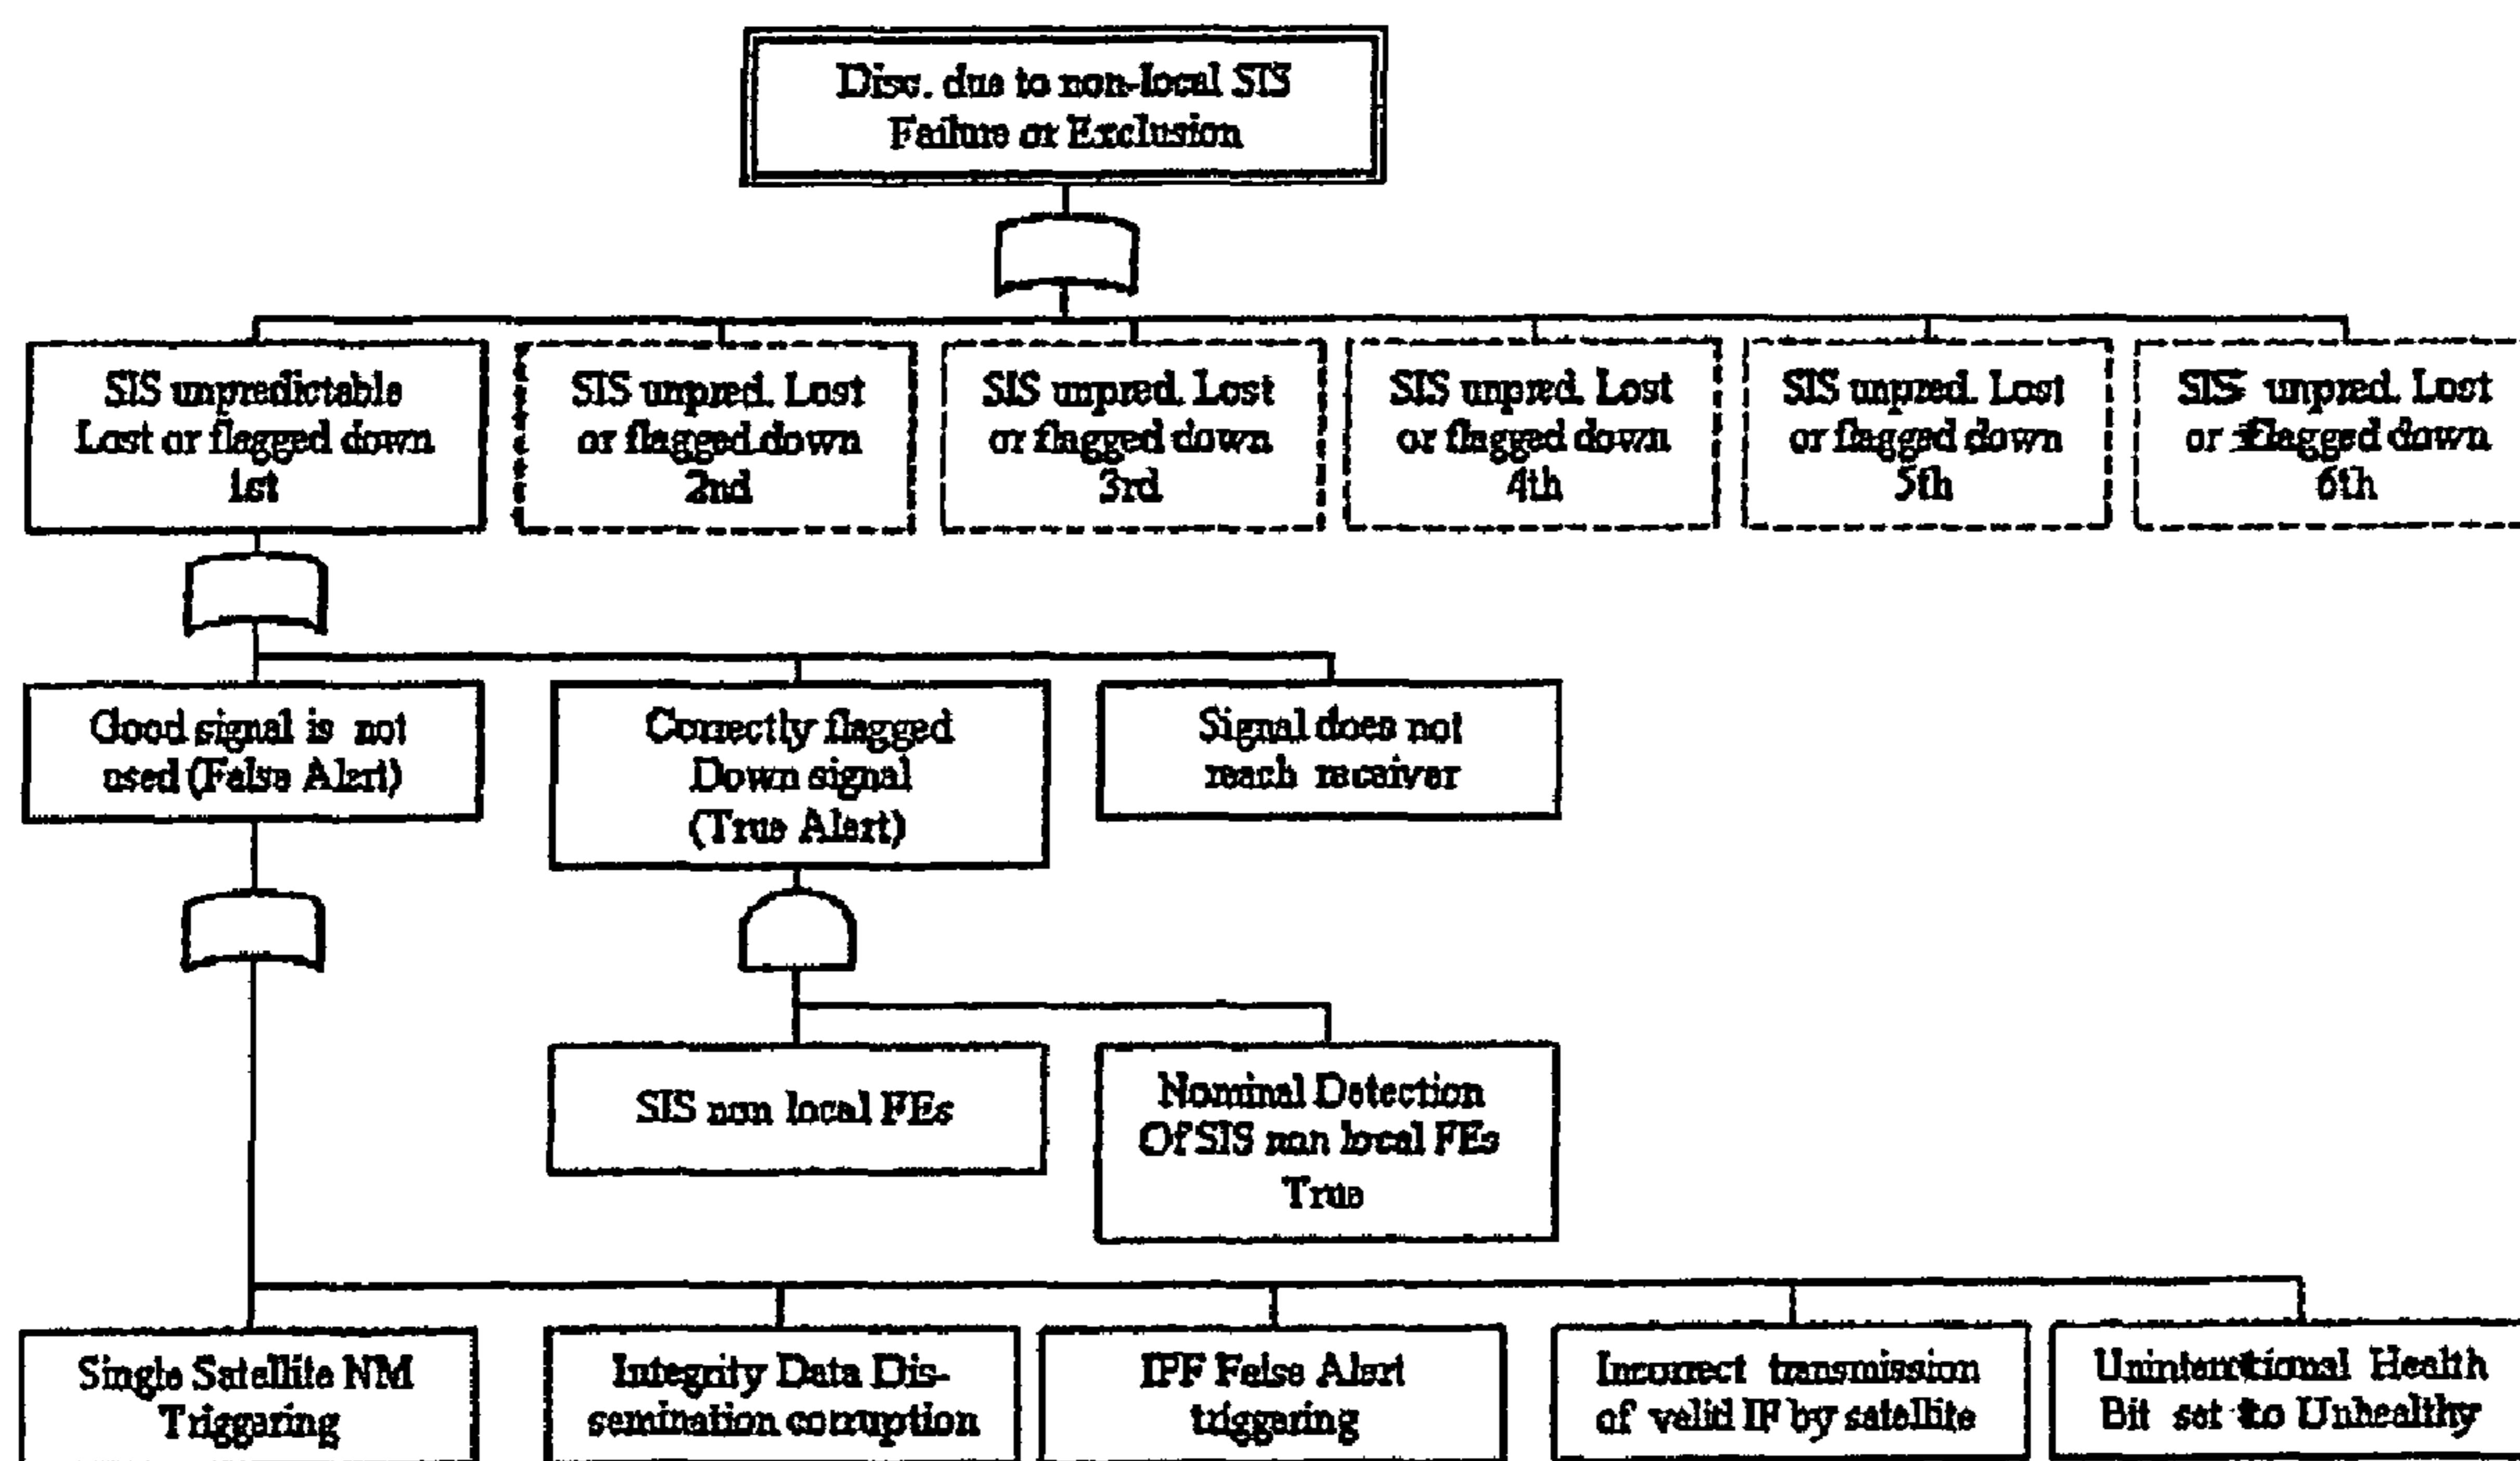 Disc. due to non-local SIS
Failure or Exclusion
SIS unpredictable
Lost or flagged down
1st
SIS unpred. Lost
or flagged down
2nd
SIS unpred. Lost
or flagged down
3rd
SIS unpred. Lost
or flagged down
4th
SIS unpred. Lost
or flagged down
5th
SIS unpred. Lost
or flagged down
6th
Good signal is not
used (False Alert)
Correctly flagged
Down signal
(True Alert)
Signal does not
reach receiver
SIS non local FEs
Nominal Detection
Of SIS non local FEs
True
Single Satellite NM
Triggering
Integrity Data Dis-
semination corruption
IPF False Alert
triggering
Incorrect transmission
of valid IF by satellite
Unintentional Health
Bit set to Unhealthy